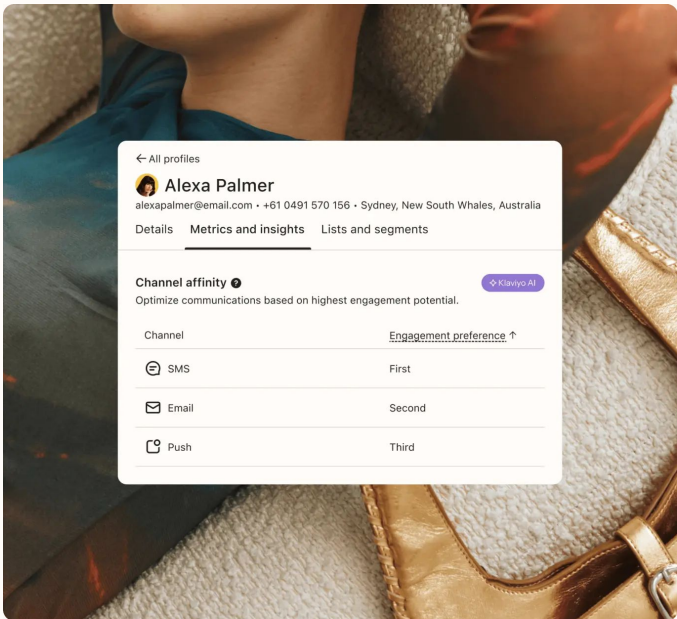 ← All profiles
Alexa Palmer
alexapalmer@email.com • +61 0491 570 156 • Sydney, New South Whales, Australia
Details Metrics and insights Lists and segments
Channel affinity ?
Klaviyo AI
Optimize communications based on highest engagement potential.
Channel Engagement preference ↑
SMS First
Email Second
Push Third